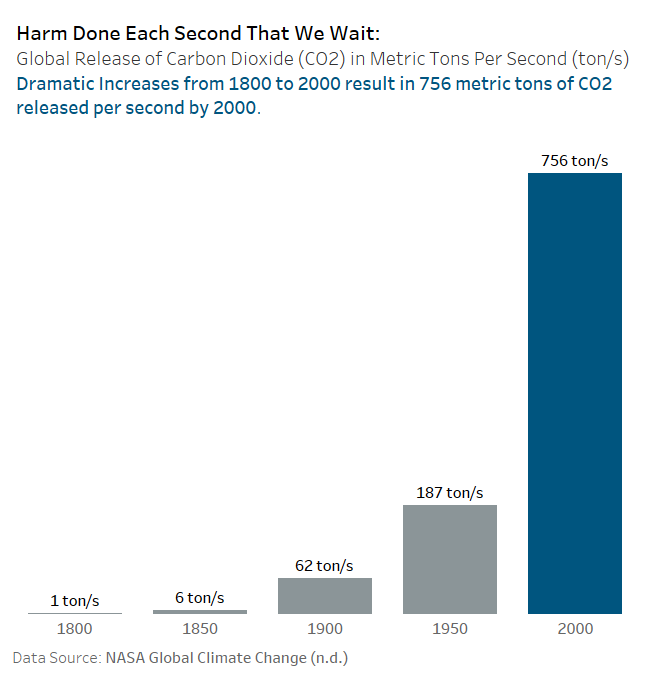 Harm Done Each Second That We Wait:
Global Release of Carbon Dioxide (CO2) in Metric Tons Per Second (ton/s)
Dramatic Increases from 1800 to 2000 result in 756 metric tons of CO2
released per second by 2000.
756 ton/s
187 ton/s
62 ton/s
1 ton/s
6 ton/s
1800
1850
1900
1950
2000
Data Source: NASA Global Climate Change (n.d.)